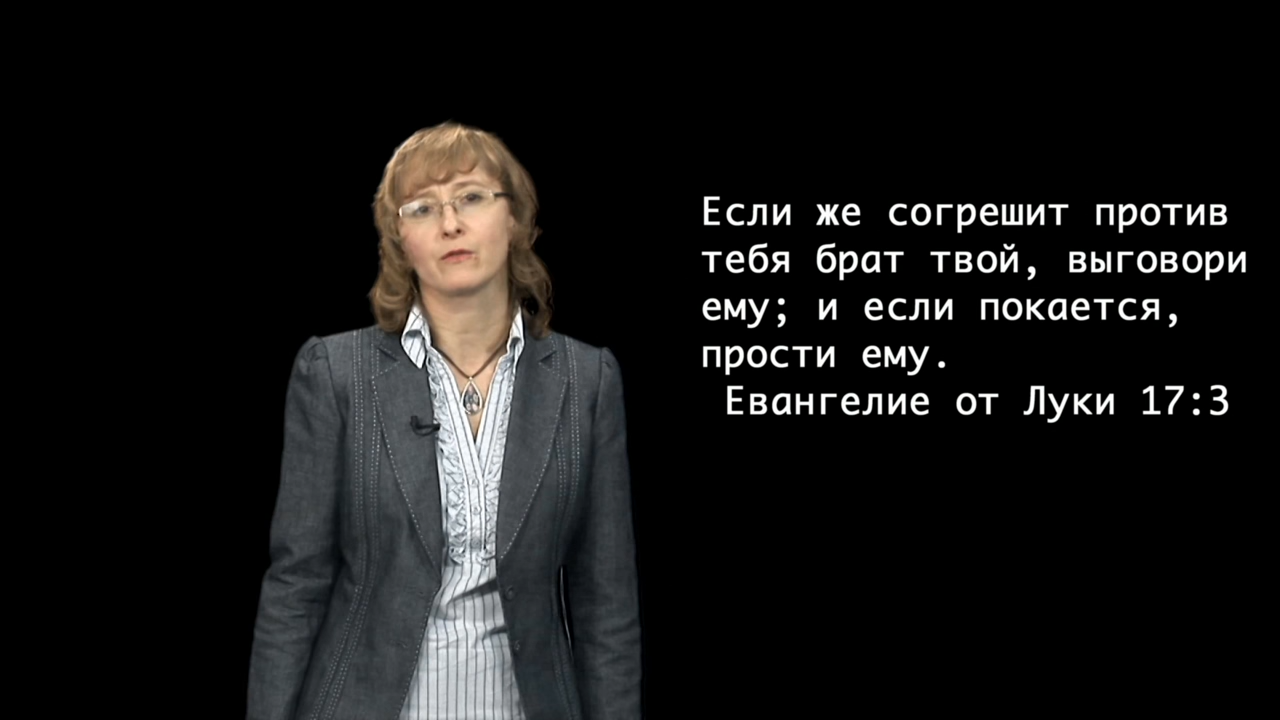 Если же согрешит против
тебя брат твой, выговори
ему; и если покается,
прости ему.
Евангелие от Луки 17:3